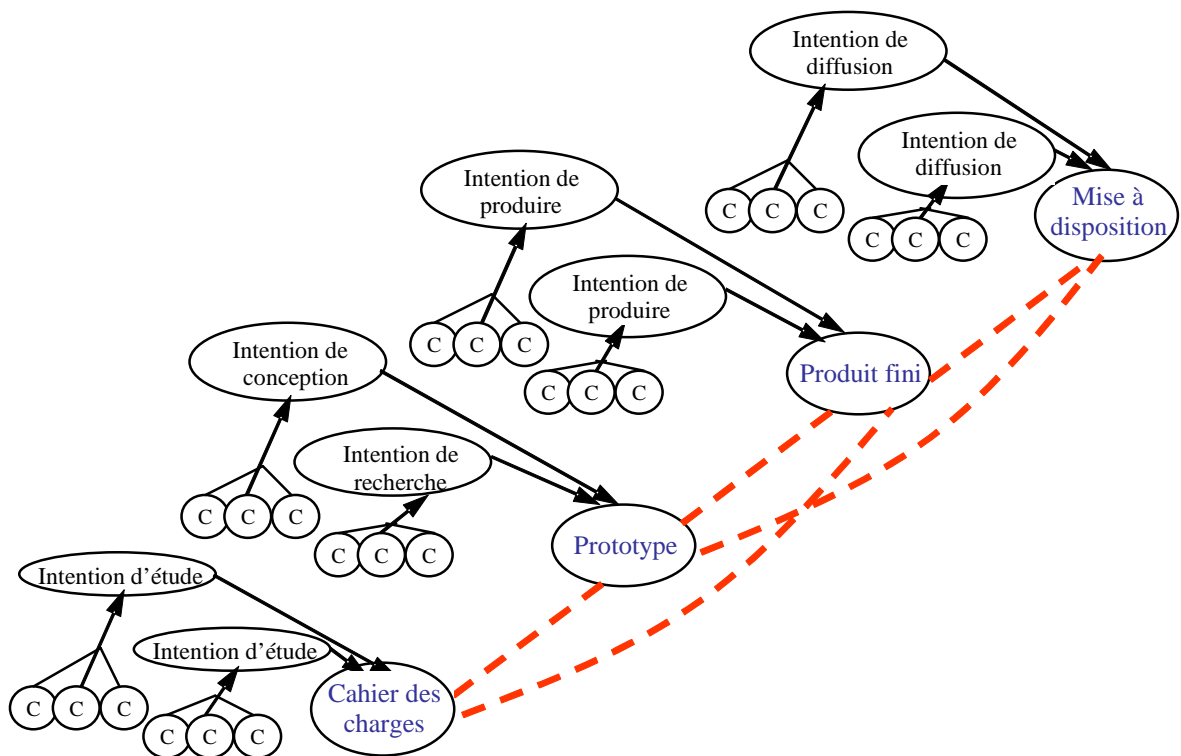 Intention de
diffusion
Intention de
diffusion
C C C
C C C
Mise à
disposition
Intention de
produire
Intention de
produire
C C C
C C C
Produit fini
Intention de
conception
Intention de
recherche
C C C
C C C
Prototype
Intention d'étude
Intention d'étude
C C C
C C C
Cahier des
charges